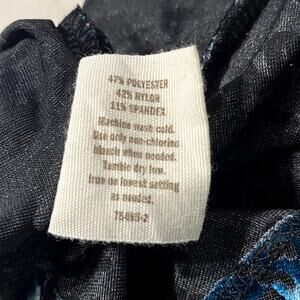 47% POLYESTER
42% NYLON
11% SPANDEX
Machine wash cold.
Use only non-chlorine
bleach when needed.
Tumble dry low.
Iron on lowest setting
as needed.
75495-2